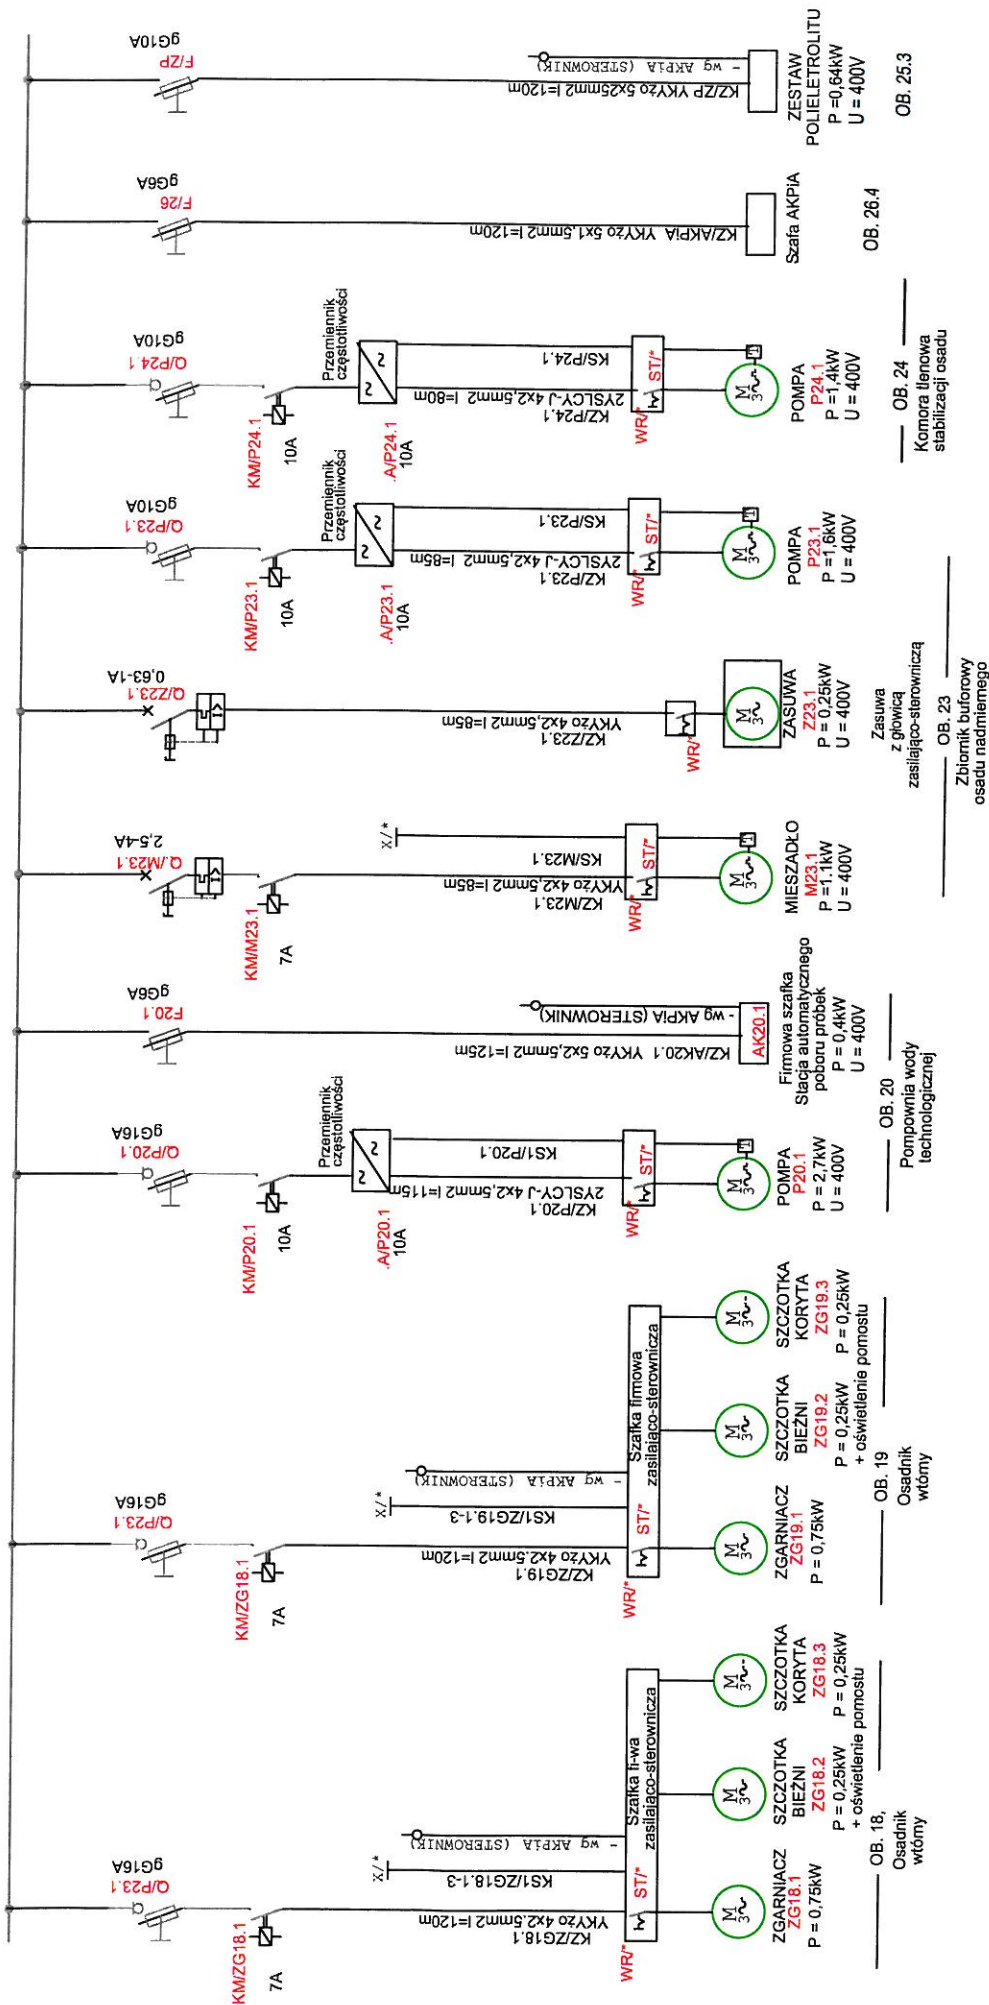 gG16A
Q/P23.1
KM/ZG18.1
7A
KZ/ZG18.1
YKYżo 4x2.5mm2 l=120m
X/*
KS1/ZG18.1-3
- wg AKPiA (STEROWNIK)
WR/*
ST/*
Szafka fi-wa
zasilająco-sterownicza
M
3
ZGARNIACZ
ZG18.1
P = 0,75kW
M
3
SZCZOTKA
BIEŻNI
ZG18.2
P = 0,25kW
+ oświetlenie pomostu
M
3
SZCZOTKA
KORYTA
ZG18.3
P = 0,25kW
OB. 18,
Osadnik
wtórny
gG16A
Q/P23.1
KM/ZG18.1
7A
KZ/ZG19.1
YKYżo 4x2.5mm2 l=120m
X/*
KS1/ZG19.1-3
- wg AKPiA (STEROWNIK)
WR/*
ST/*
Szafka firmowa
zasilająco-sterownicza
M
3
ZGARNIACZ
ZG19.1
P = 0,75kW
M
3
SZCZOTKA
BIEŻNI
ZG19.2
P = 0,25kW
+ oświetlenie pomostu
M
3
SZCZOTKA
KORYTA
ZG19.3
P = 0,25kW
OB. 19
Osadnik
wtórny
gG16A
Q/P20.1
KM/P20.1
10A
Przemiennik
częstotliwości
.A/P20.1
10A
KZ/P20.1
2YSLCY-J 4x2,5mm2 l=115m
KS1/P20.1
WR/*
ST/*
M
3
T
POMPA
P20.1
P = 2,7kW
U = 400V
gG6A
F20.1
KZ/AK20.1 YKYżo 5x2,5mm2 l=125m
- wg AKPiA (STEROWNIK)
AK20.1
Firmowa szafka
Stacja automatycznego
poboru próbek
P = 0,4kW
U = 400V
OB. 20
Pompownia wody
technologicznej
2,5-4A
Q./M23.1
KM/M23.1
7A
KZ/M23.1
YKYżo 4x2,5mm2 l=85m
X/*
KS/M23.1
WR/*
ST/*
M
3
T
MIESZADŁO
M23.1
P =1.1kW
U = 400V
0,63-1A
Q/Z23.1
KZ/Z23.1
YKYżo 4x2,5mm2 l=85m
WR/*
M
3
ZASUWA
Z23.1
P = 0,25kW
U = 400V
Zasuwa
z głowicą
zasilająco-sterowniczą
gG10A
Q/P23.1
KM/P23.1
10A
Przemiennik
częstotliwości
.A/P23.1
10A
KZ/P23.1
2YSLCY-J 4x2,5mm2 l=85m
KS/P23.1
WR/*
ST/*
M
3
T
POMPA
P23.1
P =1,6kW
U = 400V
OB. 23
Zbiornik buforowy
osadu nadmiernego
gG10A
Q/P24.1
KM/P24.1
10A
Przemiennik
częstotliwości
.A/P24.1
10A
KZ/P24.1
2YSLCY-J 4x2,5mm2 l=80m
KS/P24.1
WR/*
ST/*
M
3
T
POMPA
P24.1
P =1,4kW
U = 400V
OB. 24
Komora tlenowa
stabilizacji osadu
gG6A
F/26
KZ/AKPiA YKYżo 5x1,5mm2 l=120m
Szafa AKPiA
OB. 26.4
gG10A
F/ZP
KZ/ZP YKYżo 5x25mm2 l=120m
- wg AKPiA (STEROWNIK)
ZESTAW
POLIELETROLITU
P =0,64kW
U = 400V
OB. 25.3